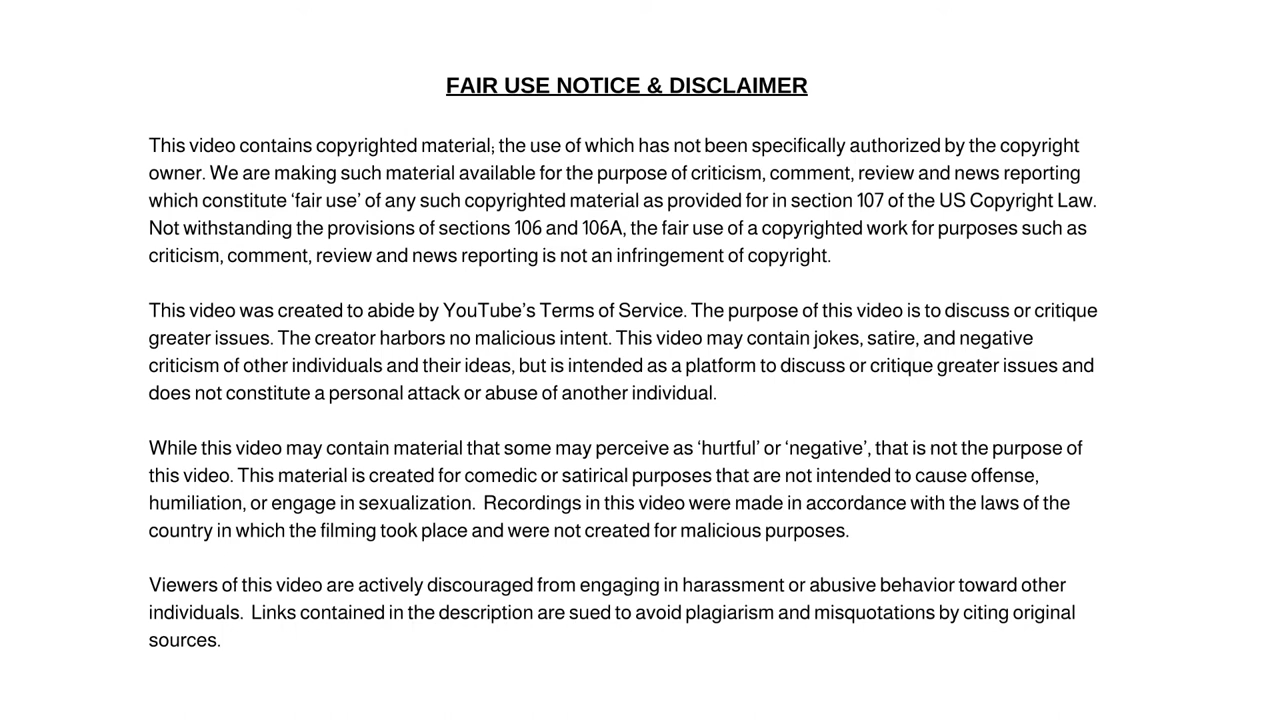 FAIR USE NOTICE & DISCLAIMER
This video contains copyrighted material; the use of which has not been specifically authorized by the copyright
owner. We are making such material available for the purpose of criticism, comment, review and news reporting
which constitute ‘fair use’ of any such copyrighted material as provided for in section 107 of the US Copyright Law.
Not withstanding the provisions of sections 106 and 106A, the fair use of a copyrighted work for purposes such as
criticism, comment, review and news reporting is not an infringement of copyright.
This video was created to abide by YouTube’s Terms of Service. The purpose of this video is to discuss or critique
greater issues. The creator harbors no malicious intent. This video may contain jokes, satire, and negative
criticism of other individuals and their ideas, but is intended as a platform to discuss or critique greater issues and
does not constitute a personal attack or abuse of another individual.
While this video may contain material that some may perceive as ‘hurtful’ or ‘negative’, that is not the purpose of
this video. This material is created for comedic or satirical purposes that are not intended to cause offense,
humiliation, or engage in sexualization.  Recordings in this video were made in accordance with the laws of the
country in which the filming took place and were not created for malicious purposes.
Viewers of this video are actively discouraged from engaging in harassment or abusive behavior toward other
individuals.  Links contained in the description are sued to avoid plagiarism and misquotations by citing original
sources.